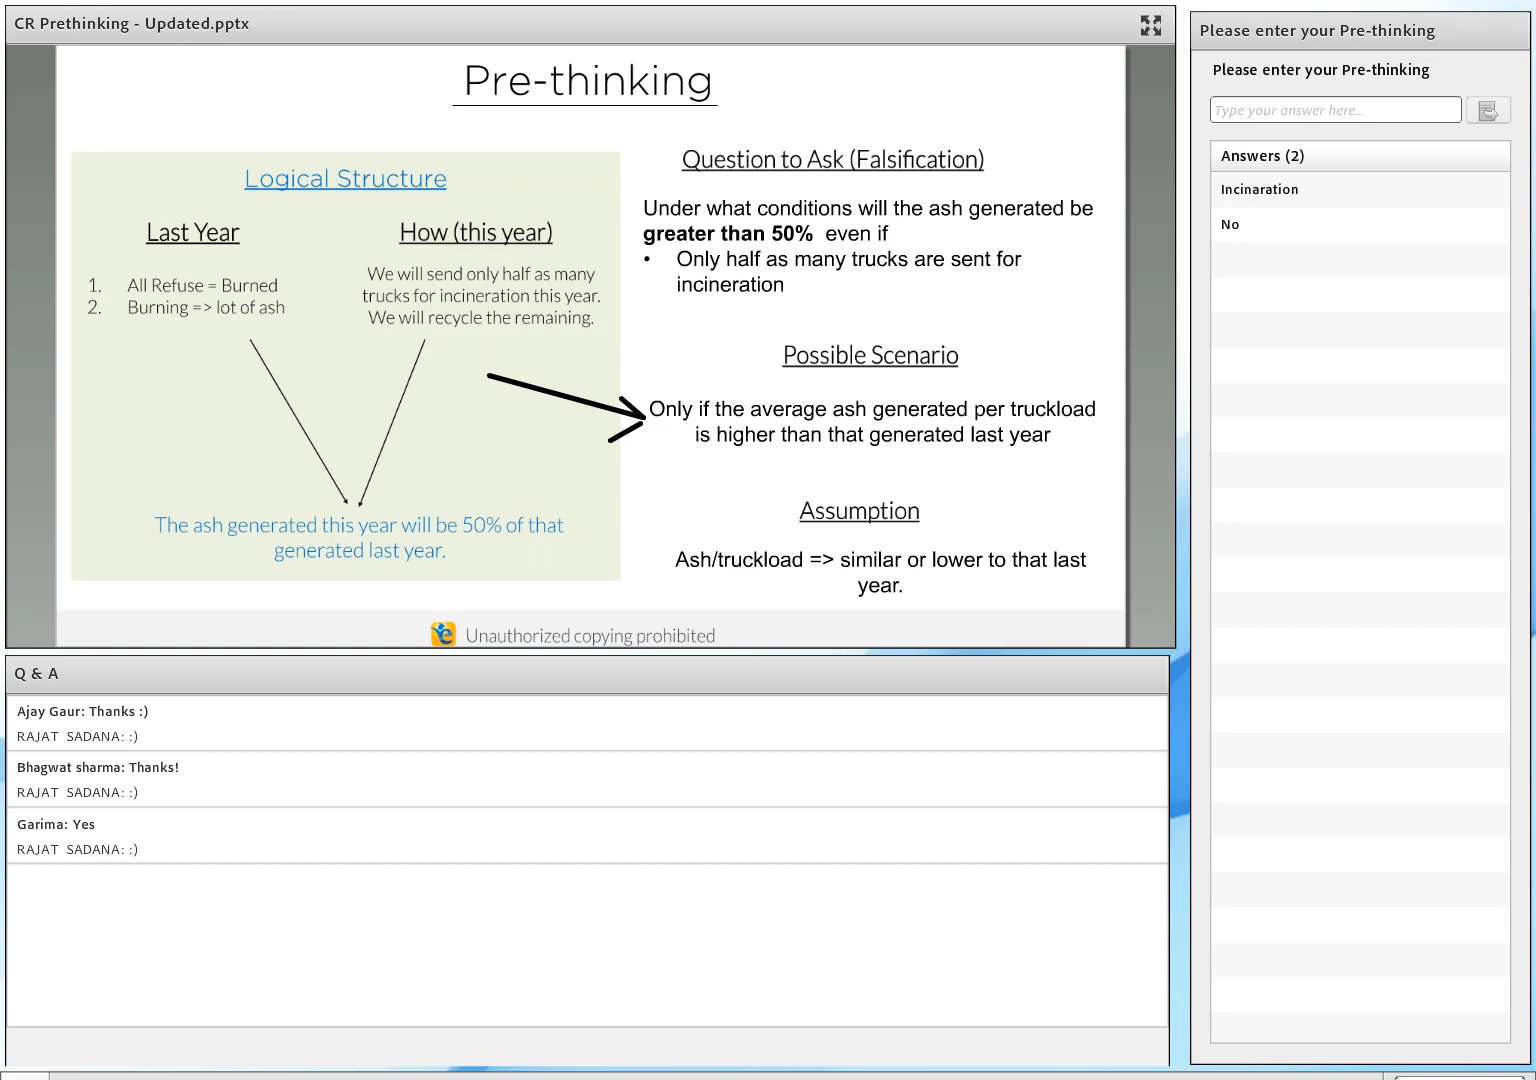 CR Prethinking - Updated.pptx
Pre-thinking
Logical Structure
Last Year
1. All Refuse = Burned
2. Burning => lot of ash
How (this year)
We will send only half as many
trucks for incineration this year.
We will recycle the remaining.
The ash generated this year will be 50% of that
generated last year.
Question to Ask (Falsification)
Under what conditions will the ash generated be
greater than 50% even if
• Only half as many trucks are sent for
incineration
Possible Scenario
Only if the average ash generated per truckload
is higher than that generated last year
Assumption
Ash/truckload => similar or lower to that last
year.
Unauthorized copying prohibited
Q & A
Ajay Gaur: Thanks :)
RAJAT SADANA: :)
Bhagwat sharma: Thanks!
RAJAT SADANA: :)
Garima: Yes
RAJAT SADANA: :)
Please enter your Pre-thinking
Please enter your Pre-thinking
Type your answer here...
Answers (2)
Incinaration
No